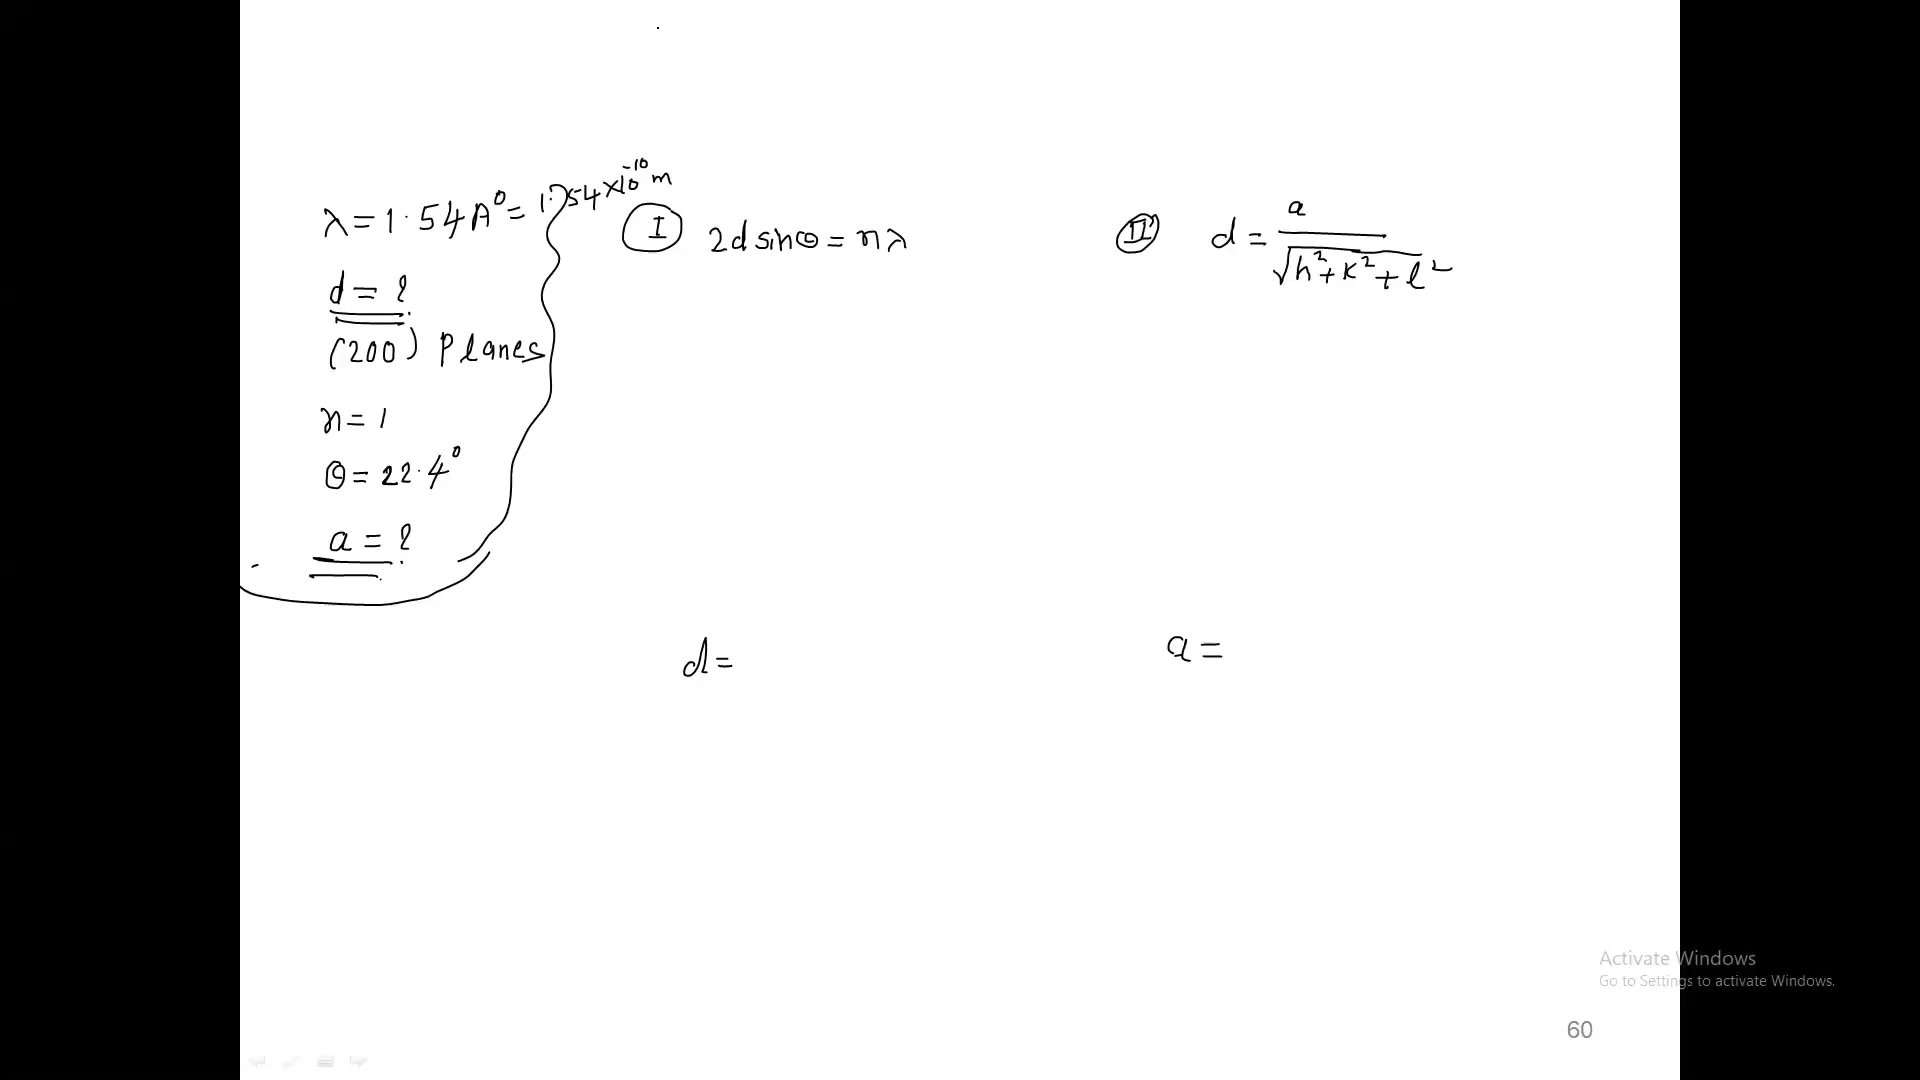 λ = 1.54 A° = 1.54 × 10⁻¹⁰ m
d = ?
(200) Planes
n = 1
θ = 22.4°
a = ?
I 2d sinθ = nλ
d =
II d = a / √h² + k² + l²
a =
Activate Windows
Go to Settings to activate Windows.
60